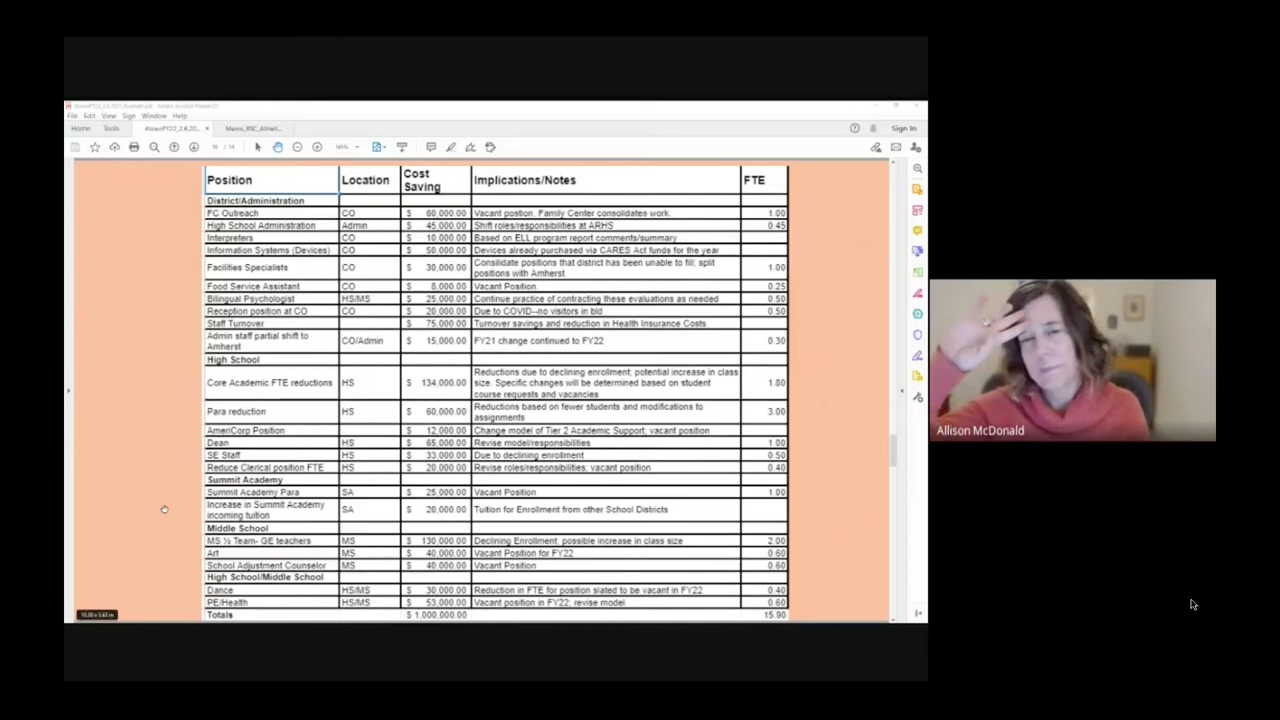 File Edit View Sign Window Help
Home Tools Memo_RSC_Athleti...
Sign In
Position Location Cost Saving Implications/Notes FTE
District/Administration
FC Outreach CO $ 60,000.00 Vacant postion. Family Center consolidates work. 1.00
High School Administration Admin $ 45,000.00 Shift roles/responsibilities at ARHS 0.45
Interpreters CO $ 10,000.00 Based on ELL program report comments/summary
Information Systems (Devices) CO $ 50,000.00 Devices already purchased via CARES Act funds for the year
Facilities Specialists CO $ 30,000.00 Consilidate positions that district has been unable to fill; split positions with Amherst 1.00
Food Service Assistant CO $ 8,000.00 Vacant Position. 0.25
Bilingual Psychologist HS/MS $ 25,000.00 Continue practice of contracting these evaluations as needed 0.50
Reception position at CO CO $ 20,000.00 Due to COVID--no visitors in bld 0.50
Staff Turnover $ 75,000.00 Turnover savings and reduction in Health Insurance Costs.
Admin staff partial shift to Amherst CO/Admin $ 15,000.00 FY21 change continued to FY22 0.30
High School
Core Academic FTE reductions HS $ 134,000.00 Reductions due to declining enrollment; potential increase in class size. Specific changes will be determined based on student course requests and vacancies 1.80
Para reduction HS $ 60,000.00 Reductions based on fewer students and modifications to assignments 3.00
AmeriCorp Position $ 12,000.00 Change model of Tier 2 Academic Support; vacant position
Dean HS $ 65,000.00 Revise model/responsibilities 1.00
SE Staff HS $ 33,000.00 Due to declining enrollment 0.50
Reduce Clerical position FTE HS $ 20,000.00 Revise roles/responsibilities; vacant position 0.40
Summit Academy
Summit Academy Para SA $ 25,000.00 Vacant Position 1.00
Increase in Summit Academy incoming tuition SA $ 20,000.00 Tuition for Enrollment from other School Districts
Middle School
MS ½ Team- GE teachers MS $ 130,000.00 Declining Enrollment; possible increase in class size 2.00
Art MS $ 40,000.00 Vacant Position for FY22 0.60
School Adjustment Counselor MS $ 40,000.00 Vacant Position 0.60
High School/Middle School
Dance HS/MS $ 30,000.00 Reduction in FTE for position slated to be vacant in FY22 0.40
PE/Health HS/MS $ 53,000.00 Vacant position in FY22; revise model 0.60
Totals $ 1,000,000.00 15.90
Allison McDonald